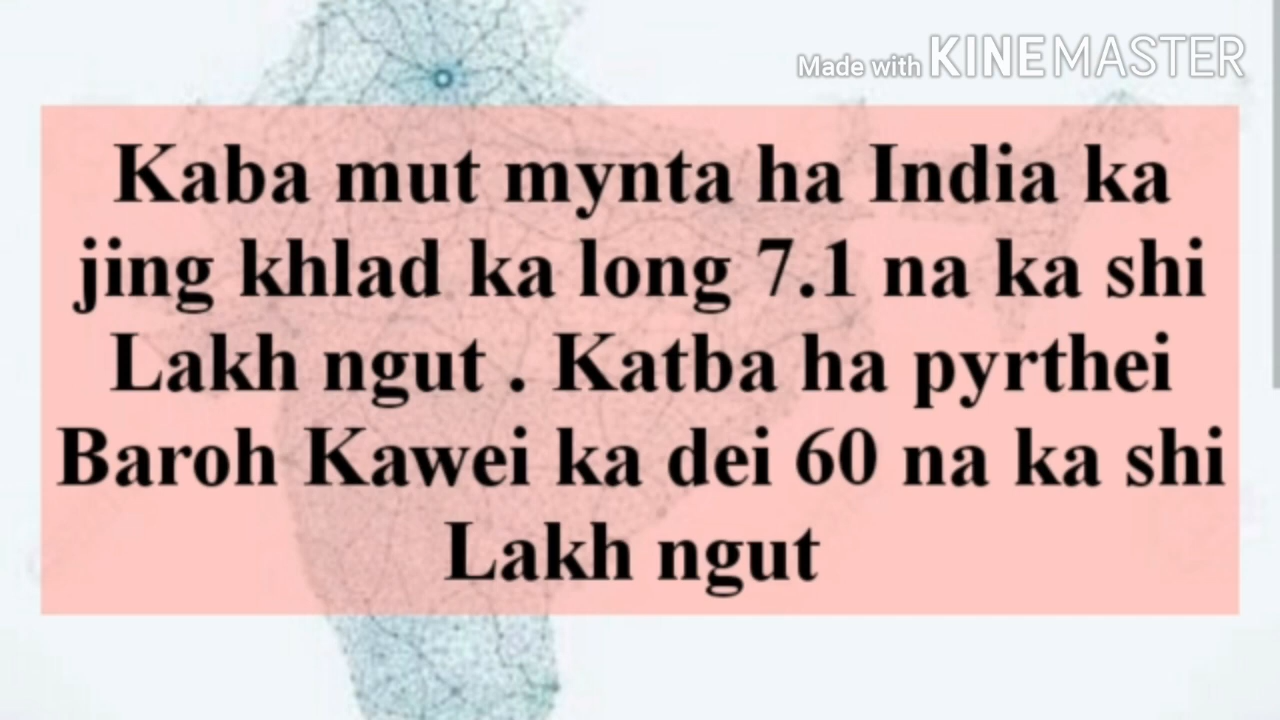 Made with KINEMASTER
Kaba mut mynta ha India ka
jing khlad ka long 7.1 na ka shi
Lakh ngut . Katba ha pyrthei
Baroh Kawei ka dei 60 na ka shi
Lakh ngut